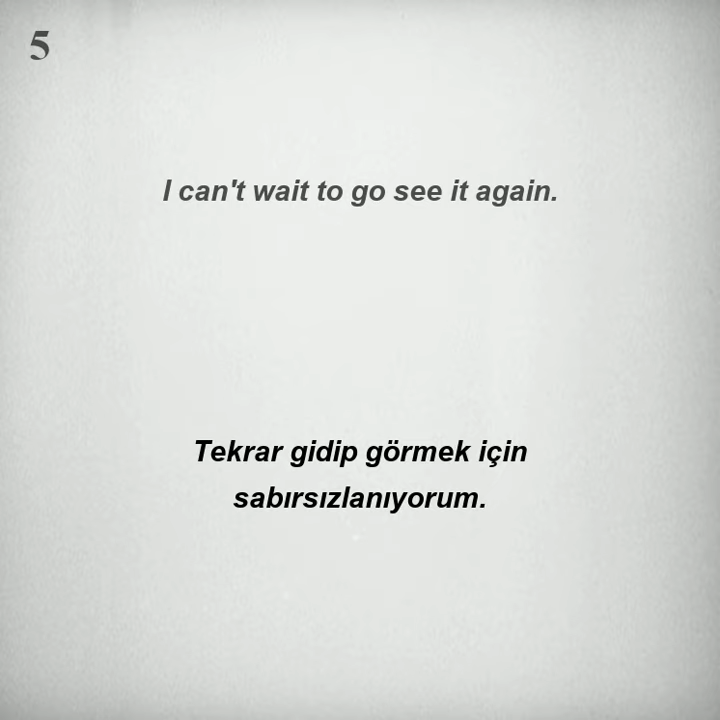 5
I can't wait to go see it again.
Tekrar gidip görmek için
sabırsızlanıyorum.